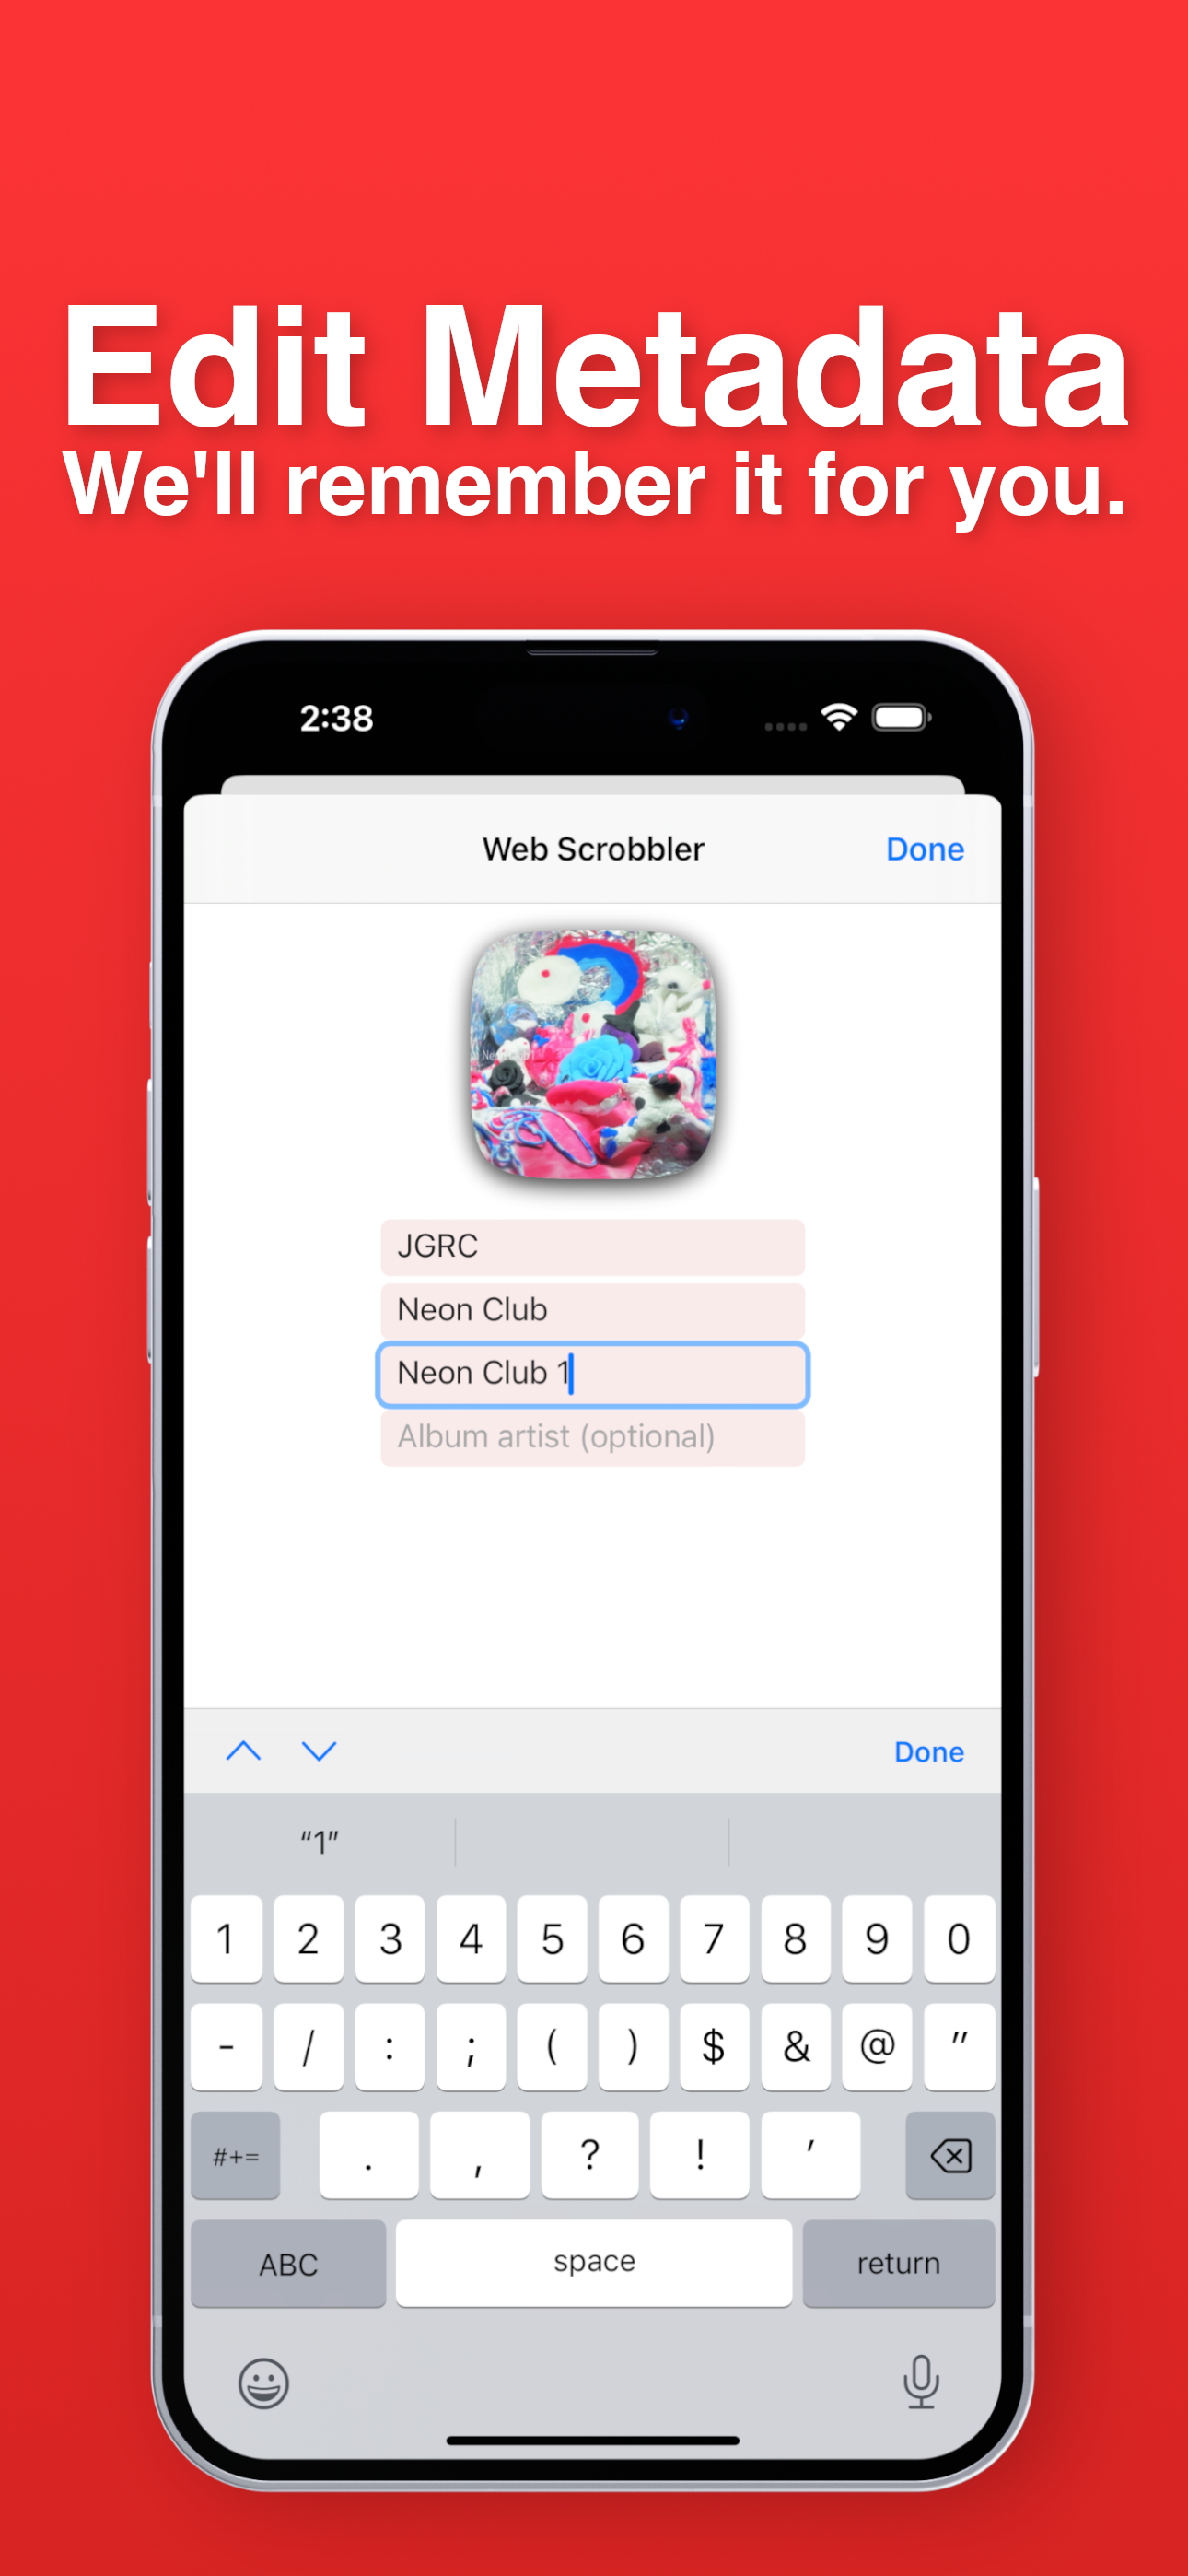 Edit Metadata
We'll remember it for you.
2:38
Web Scrobbler
Done
JGRC
Neon Club
Neon Club 1
Album artist (optional)
Done
“1”
1 2 3 4 5 6 7 8 9 0
- / : ; ( ) $ & @ "
#+= . , ? ! '
ABC space return